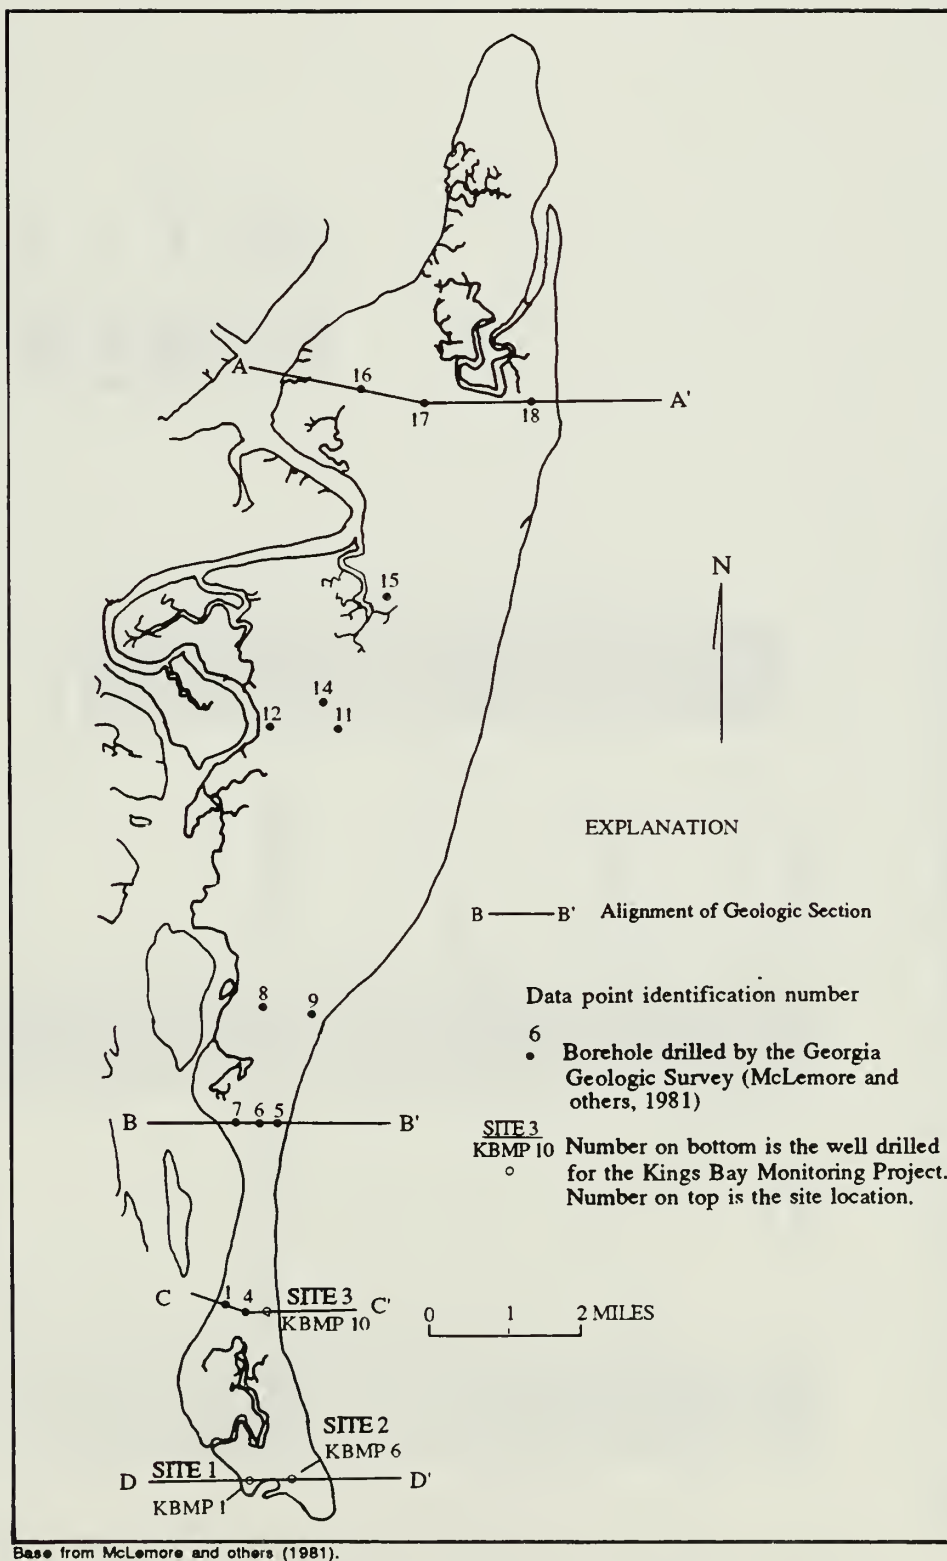 A
16
17
18
A'
15
N
14
12
11
EXPLANATION
B B' Alignment of Geologic Section
Data point identification number
6
Borehole drilled by the Georgia
Geologic Survey (McLemore and
others, 1981)
SITE 3
KBMP 10
Number on bottom is the well drilled
for the Kings Bay Monitoring Project.
Number on top is the site location.
8
9
B
7 6 5
B'
C
1
4
SITE 3
KBMP 10
C'
0 1 2 MILES
SITE 2
KBMP 6
D
SITE 1
KBMP 1
D'
Base from McLemore and others (1981).